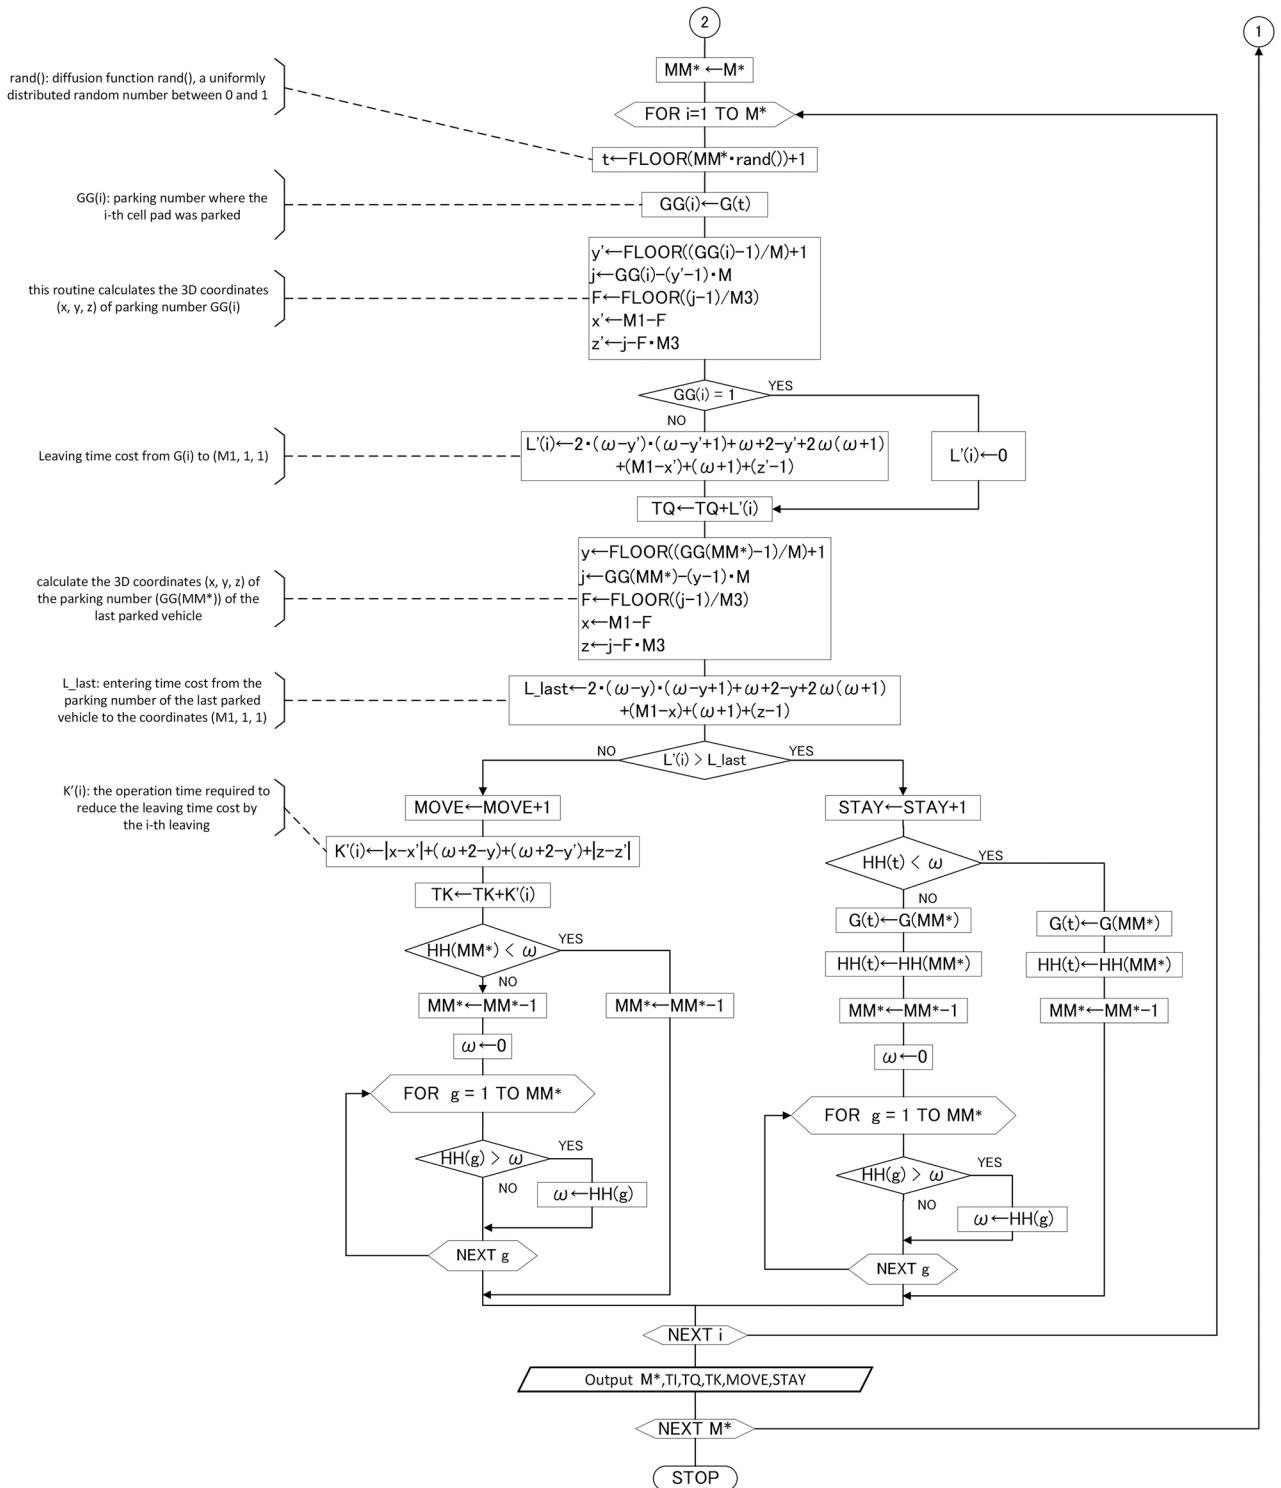 2
1
MM*←M*
rand(): diffusion function rand(), a uniformly
distributed random number between 0 and 1
FOR i=1 TO M*
t←FLOOR(MM*・rand())+1
GG(i): parking number where the
i-th cell pad was parked
GG(i)←G(t)
y'←FLOOR((GG(i)-1)/M)+1
j←GG(i)-(y'-1)・M
F←FLOOR((j-1)/M3)
x'←M1-F
z'←j-F・M3
this routine calculates the 3D coordinates
(x, y, z) of parking number GG(i)
GG(i) = 1
YES
NO
Leaving time cost from G(i) to (M1, 1, 1)
L'(i)←2・(ω-y')・(ω-y'+1)+ω+2-y'+2ω(ω+1)
+(M1-x')+(ω+1)+(z'-1)
L'(i)←0
TQ←TQ+L'(i)
y←FLOOR((GG(MM*)-1)/M)+1
j←GG(MM*)-(y-1)・M
F←FLOOR((j-1)/M3)
x←M1-F
z←j-F・M3
calculate the 3D coordinates (x, y, z) of
the parking number (GG(MM*)) of the
last parked vehicle
L_last: entering time cost from the
parking number of the last parked
vehicle to the coordinates (M1, 1, 1)
L_last←2・(ω-y)・(ω-y+1)+ω+2-y+2ω(ω+1)
+(M1-x)+(ω+1)+(z-1)
L'(i) > L_last
NO
YES
K'(i): the operation time required to
reduce the leaving time cost by
the i-th leaving
MOVE←MOVE+1
K'(i)←|x-x'|+(ω+2-y)+(ω+2-y')+|z-z'|
TK←TK+K'(i)
HH(MM*) < ω
YES
NO
MM*←MM*-1
MM*←MM*-1
ω←0
FOR g = 1 TO MM*
HH(g) > ω
YES
NO
ω←HH(g)
NEXT g
STAY←STAY+1
HH(t) < ω
YES
NO
G(t)←G(MM*)
G(t)←G(MM*)
HH(t)←HH(MM*)
HH(t)←HH(MM*)
MM*←MM*-1
MM*←MM*-1
ω←0
FOR g = 1 TO MM*
HH(g) > ω
YES
NO
ω←HH(g)
NEXT g
NEXT i
Output M*,TI,TQ,TK,MOVE,STAY
NEXT M*
STOP